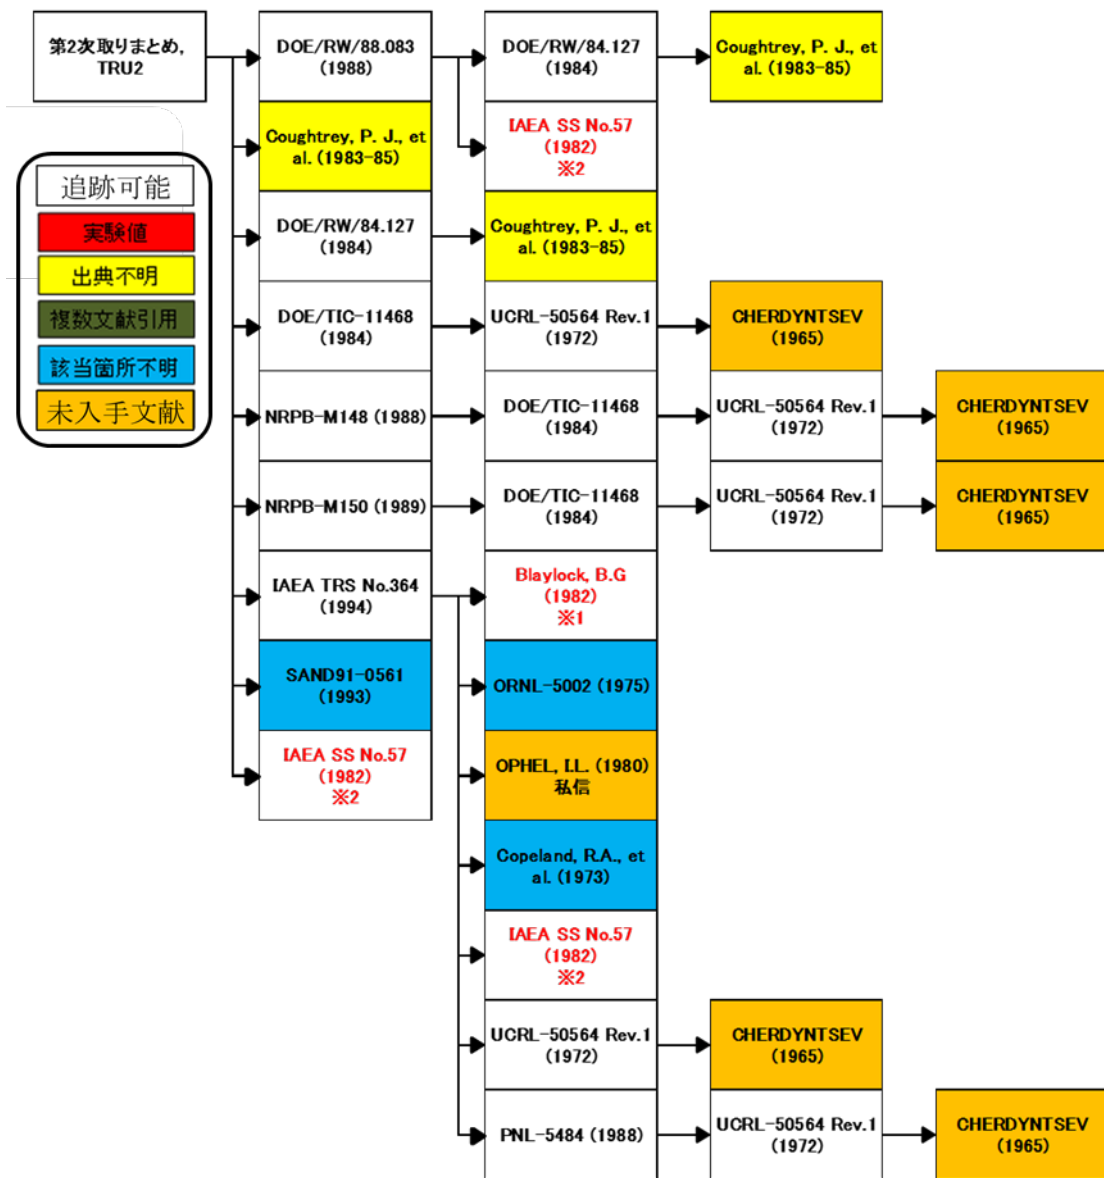 第2次取りまとめ,
TRU2
DOE/RW/88.083
(1988)
DOE/RW/84.127
(1984)
Coughtrey, P. J., et
al. (1983-85)
Coughtrey, P. J., et
al. (1983-85)
IAEA SS No.57
(1982)
※2
追跡可能
実験値
出典不明
複数文献引用
該当箇所不明
未入手文献
DOE/RW/84.127
(1984)
Coughtrey, P. J., et
al. (1983-85)
DOE/TIC-11468
(1984)
UCRL-50564 Rev.1
(1972)
CHERDYNTSEV
(1965)
NRPB-M148 (1988)
DOE/TIC-11468
(1984)
UCRL-50564 Rev.1
(1972)
CHERDYNTSEV
(1965)
NRPB-M150 (1989)
DOE/TIC-11468
(1984)
UCRL-50564 Rev.1
(1972)
CHERDYNTSEV
(1965)
IAEA TRS No.364
(1994)
Blaylock, B.G
(1982)
※1
SAND91-0561
(1993)
ORNL-5002 (1975)
IAEA SS No.57
(1982)
※2
OPHEL, I.L. (1980)
私信
Copeland, R.A., et
al. (1973)
IAEA SS No.57
(1982)
※2
UCRL-50564 Rev.1
(1972)
CHERDYNTSEV
(1965)
PNL-5484 (1988)
UCRL-50564 Rev.1
(1972)
CHERDYNTSEV
(1965)